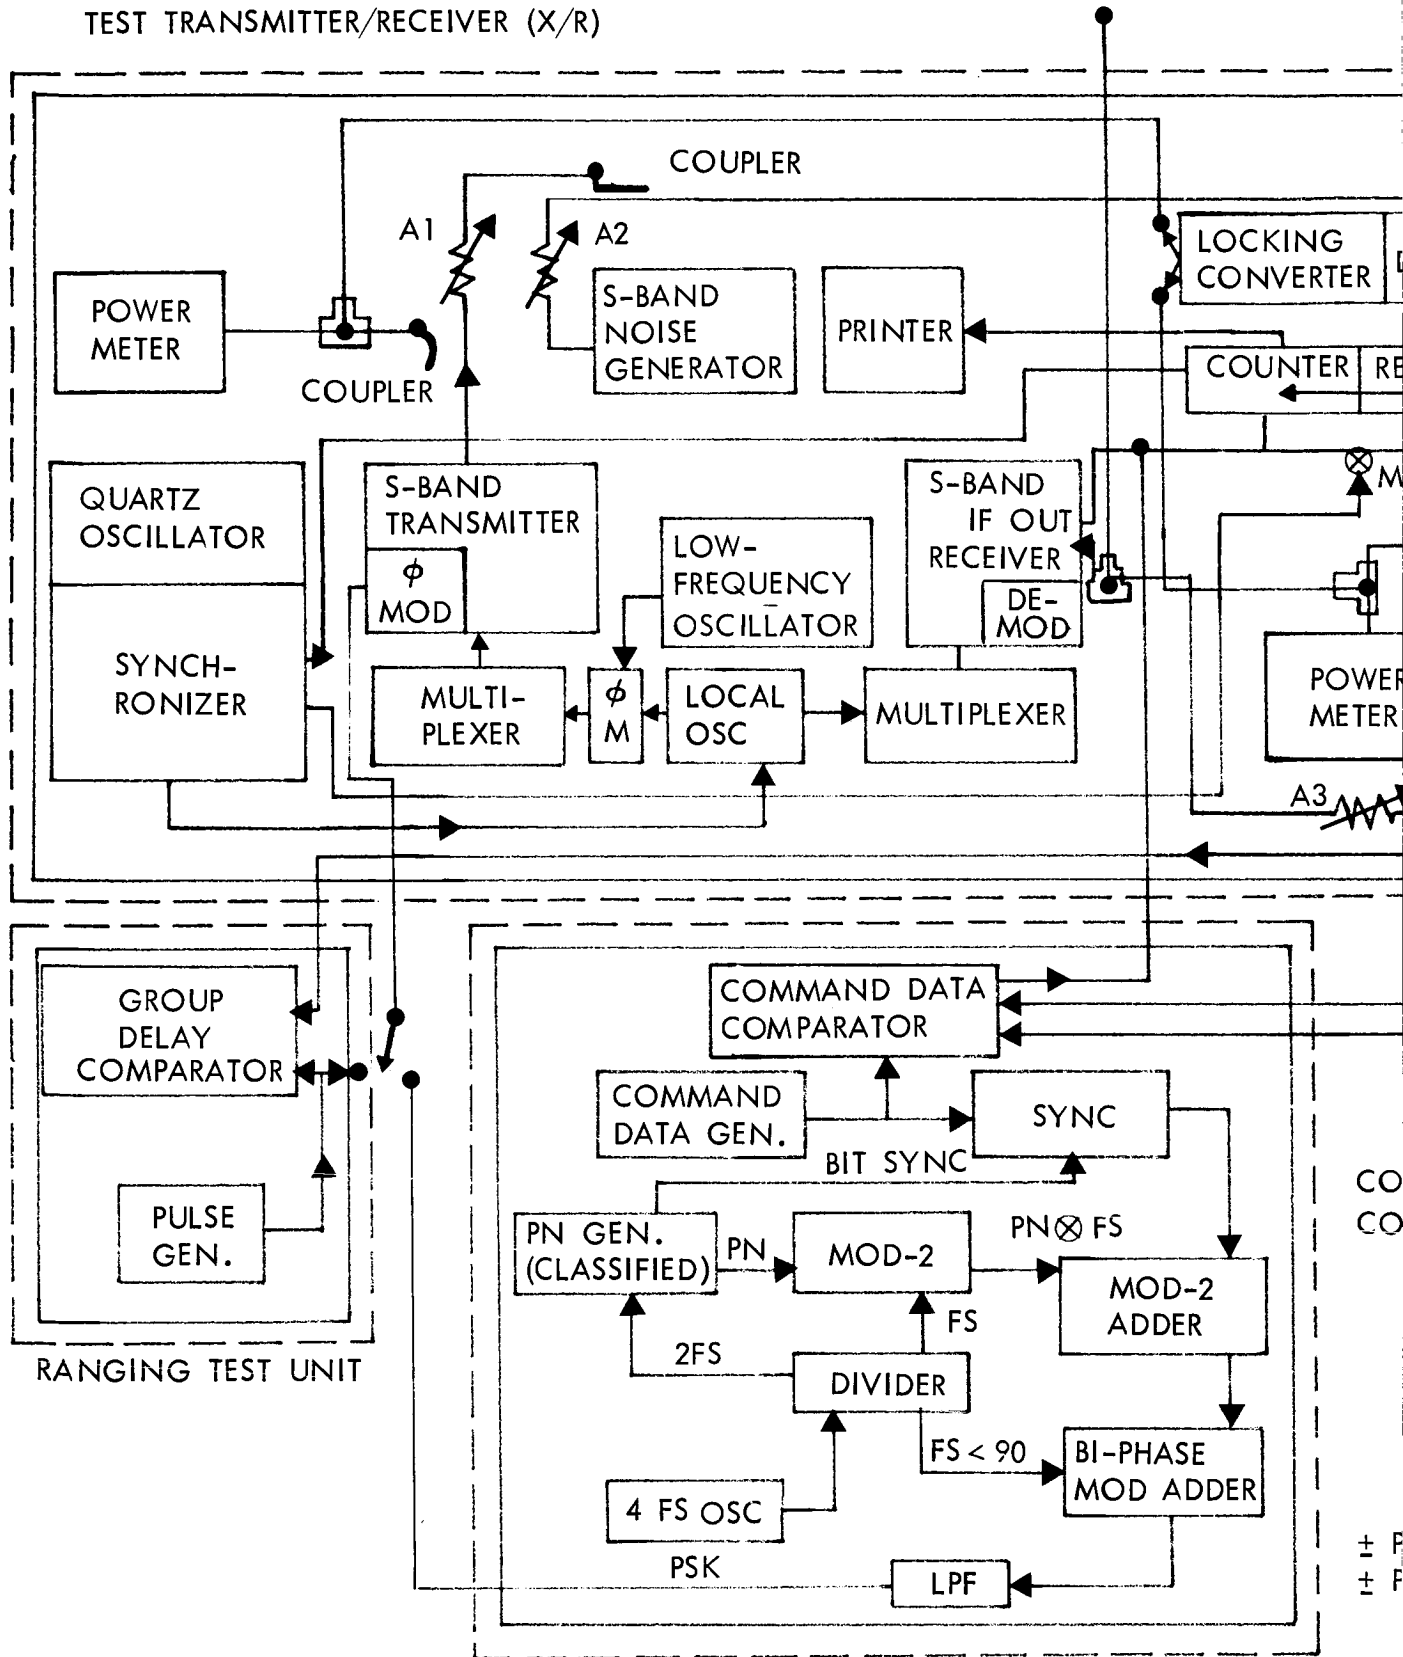 TEST TRANSMITTER/RECEIVER (X/R)
COUPLER
A1
A2
LOCKING
CONVERTER
POWER
METER
S-BAND
NOISE
GENERATOR
PRINTER
COUPLER
COUNTER
RE
QUARTZ
OSCILLATOR
S-BAND
TRANSMITTER
ϕ
MOD
LOW-
FREQUENCY
OSCILLATOR
S-BAND
IF OUT
RECEIVER
DE-
MOD
M
SYNCH-
RONIZER
MULTI-
PLEXER
ϕ
M
LOCAL
OSC
MULTIPLEXER
POWER
METER
A3
GROUP
DELAY
COMPARATOR
PULSE
GEN.
RANGING TEST UNIT
COMMAND DATA
COMPARATOR
COMMAND
DATA GEN.
SYNC
BIT SYNC
PN GEN.
(CLASSIFIED)
PN
MOD-2
PN⊗FS
MOD-2
ADDER
FS
2FS
DIVIDER
FS < 90
BI-PHASE
MOD ADDER
4 FS OSC
PSK
LPF
CO
CO
± P
± P